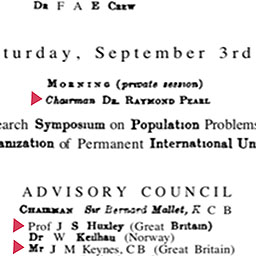 Dr F A E Crew
turday, September 3rd
Morning (private session)
Chairman Dr. Raymond Pearl
earch Symposium on Population Problems
anization of Permanent International Un
ADVISORY COUNCIL
Chairman Sir Bernard Mallet, K C B
Prof J S Huxley (Great Britain)
Dr W Keilhau (Norway)
Mr J M Keynes, CB (Great Britain)